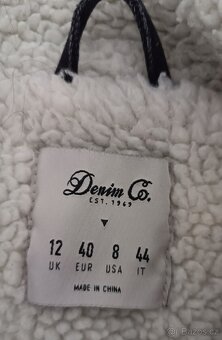 Denim Co.
EST. 1969
12 40 8 44
UK EUR USA IT
MADE IN CHINA